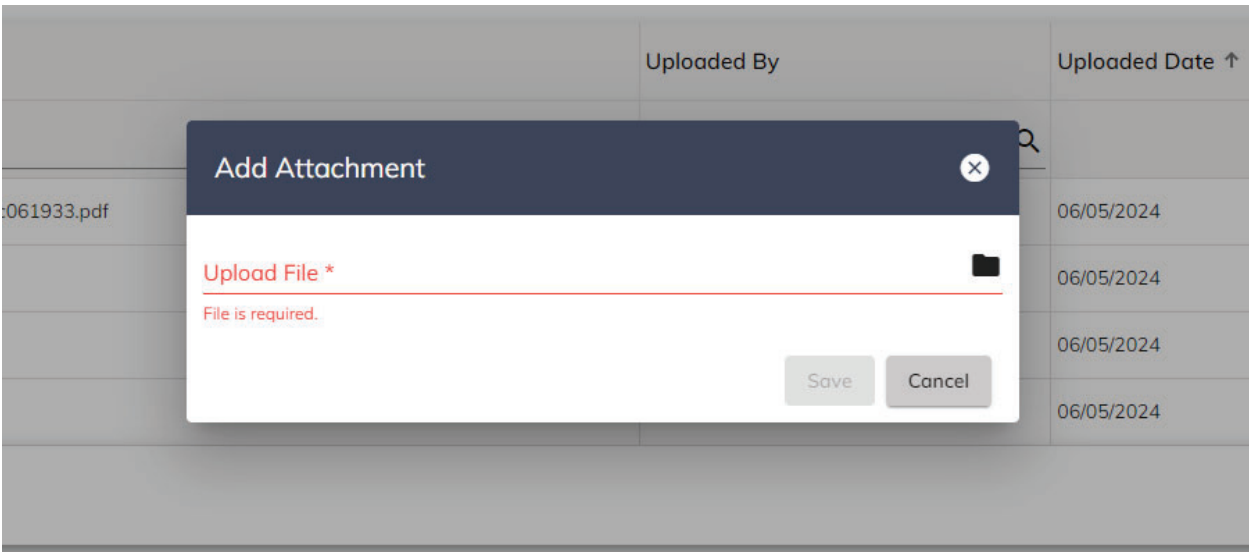 Uploaded By
Uploaded Date ↑
Add Attachment
:061933.pdf
06/05/2024
Upload File *
06/05/2024
File is required.
06/05/2024
Save
Cancel
06/05/2024